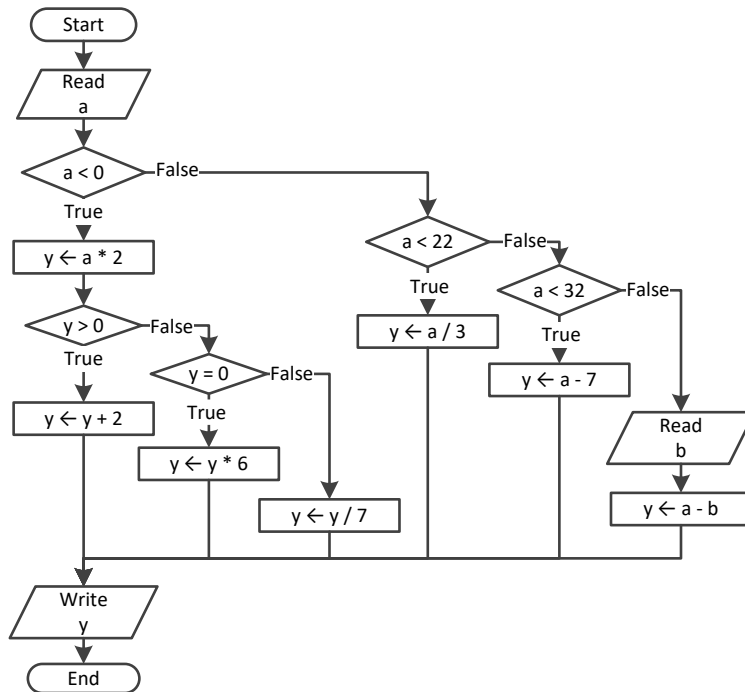 Start
Read
a
a < 0
False
True
a < 22
False
y ← a * 2
True
a < 32
False
y > 0
False
y ← a / 3
True
True
y = 0
False
y ← a - 7
True
y ← y + 2
Read
b
y ← y * 6
y ← y / 7
y ← a - b
Write
y
End